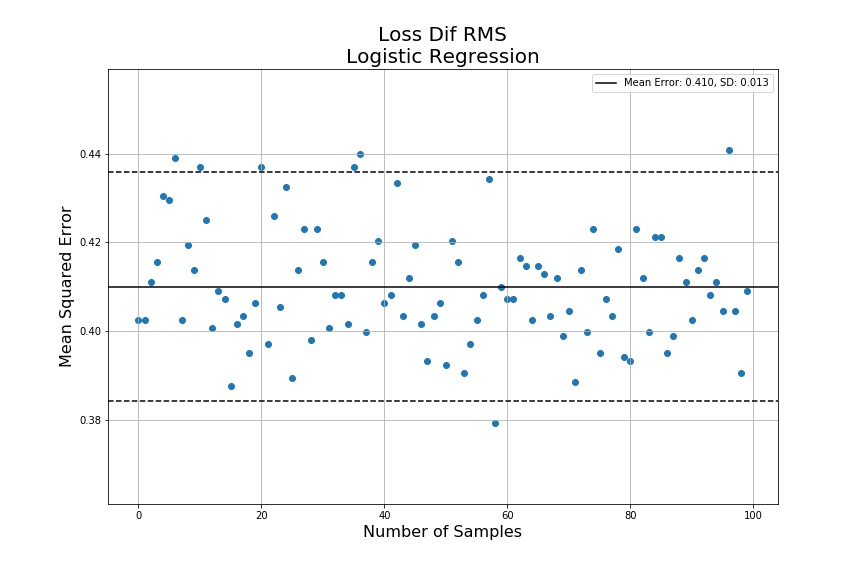 Loss Dif RMS
Logistic Regression
Mean Error: 0.410, SD: 0.013
Mean Squared Error
0.44
0.42
0.40
0.38
0
20
40
60
80
100
Number of Samples